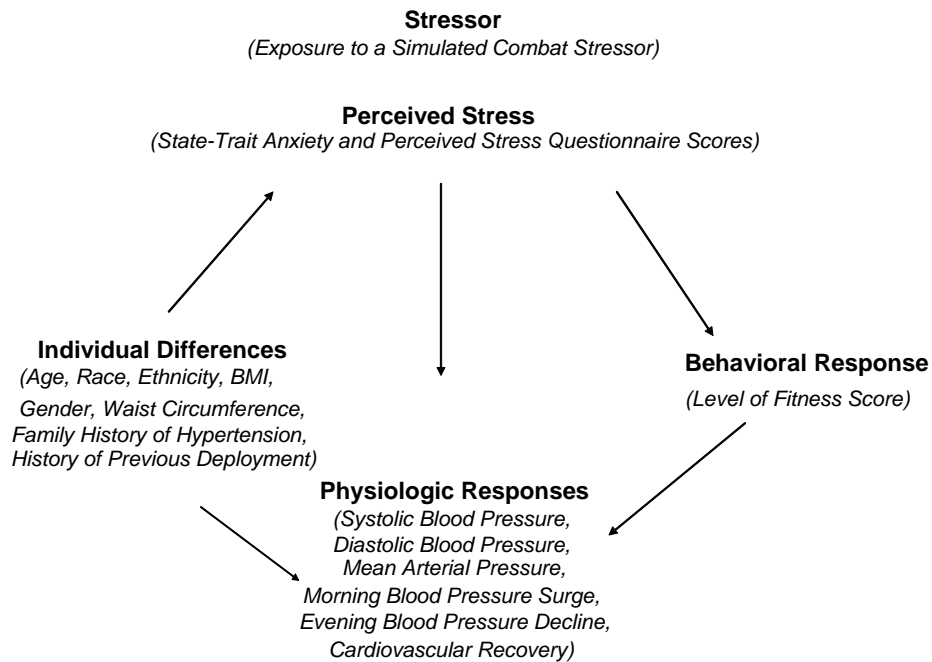 Stressor
(Exposure to a Simulated Combat Stressor)
Perceived Stress
(State-Trait Anxiety and Perceived Stress Questionnaire Scores)
Individual Differences
(Age, Race, Ethnicity, BMI,
Gender, Waist Circumference,
Family History of Hypertension,
History of Previous Deployment)
Behavioral Response
(Level of Fitness Score)
Physiologic Responses
(Systolic Blood Pressure,
Diastolic Blood Pressure,
Mean Arterial Pressure,
Morning Blood Pressure Surge,
Evening Blood Pressure Decline,
Cardiovascular Recovery)